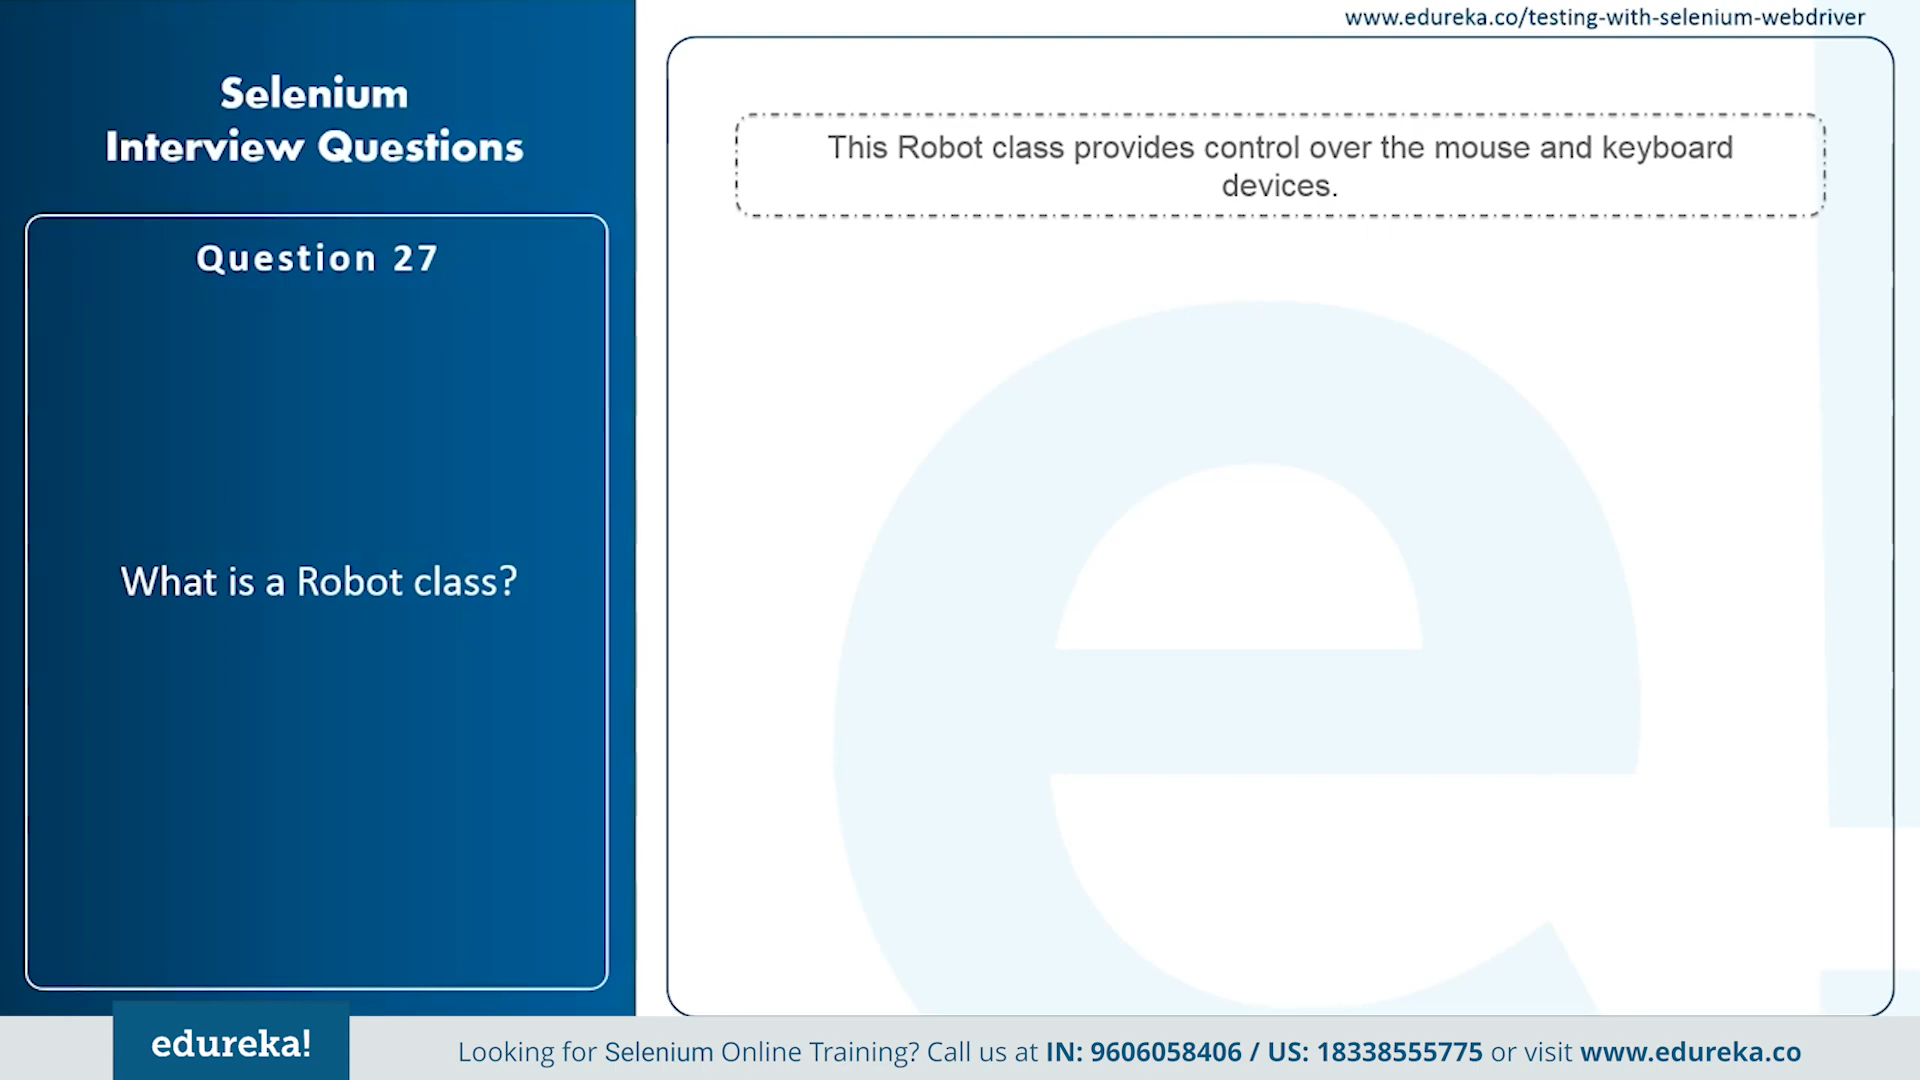 www.edureka.co/testing-with-selenium-webdriver
Selenium
Interview Questions
Question 27
What is a Robot class?
This Robot class provides control over the mouse and keyboard
devices.
edureka!
Looking for Selenium Online Training? Call us at IN: 9606058406 / US: 18338555775 or visit www.edureka.co